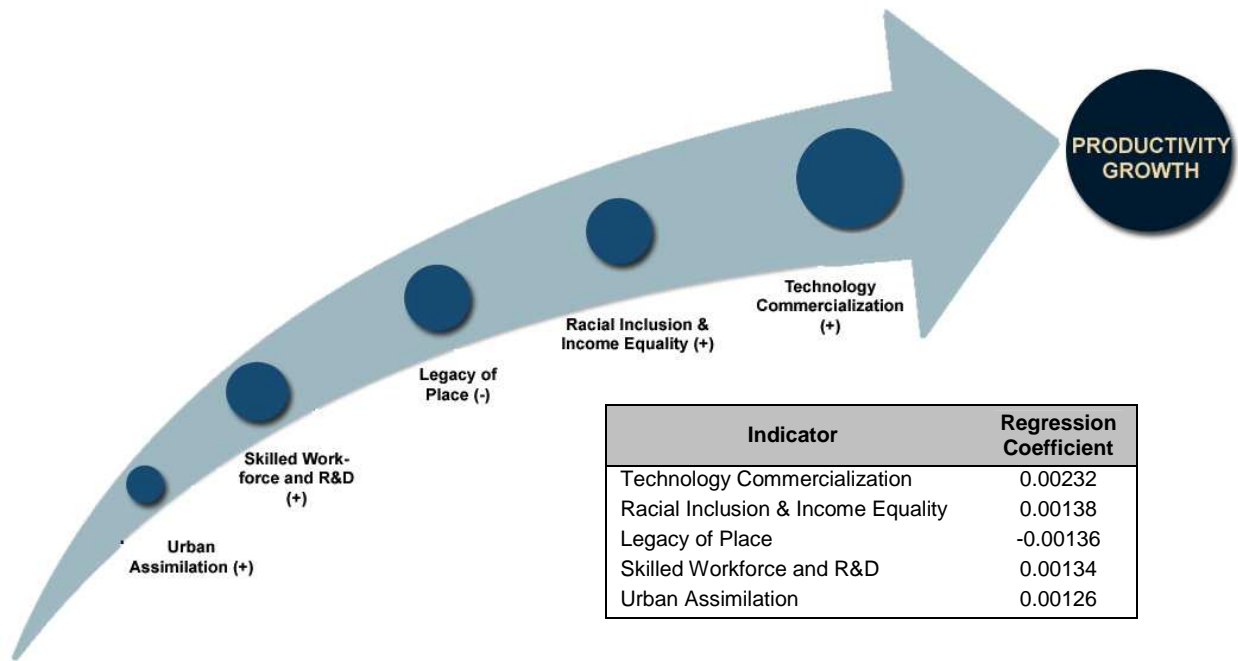 PRODUCTIVITY
GROWTH
Technology
Commercialization
(+)
Racial Inclusion &
Income Equality (+)
Legacy of
Place (-)
Skilled Work-
force and R&D
(+)
Urban
Assimilation (+)
Indicator Regression
Coefficient
Technology Commercialization 0.00232
Racial Inclusion & Income Equality 0.00138
Legacy of Place -0.00136
Skilled Workforce and R&D 0.00134
Urban Assimilation 0.00126